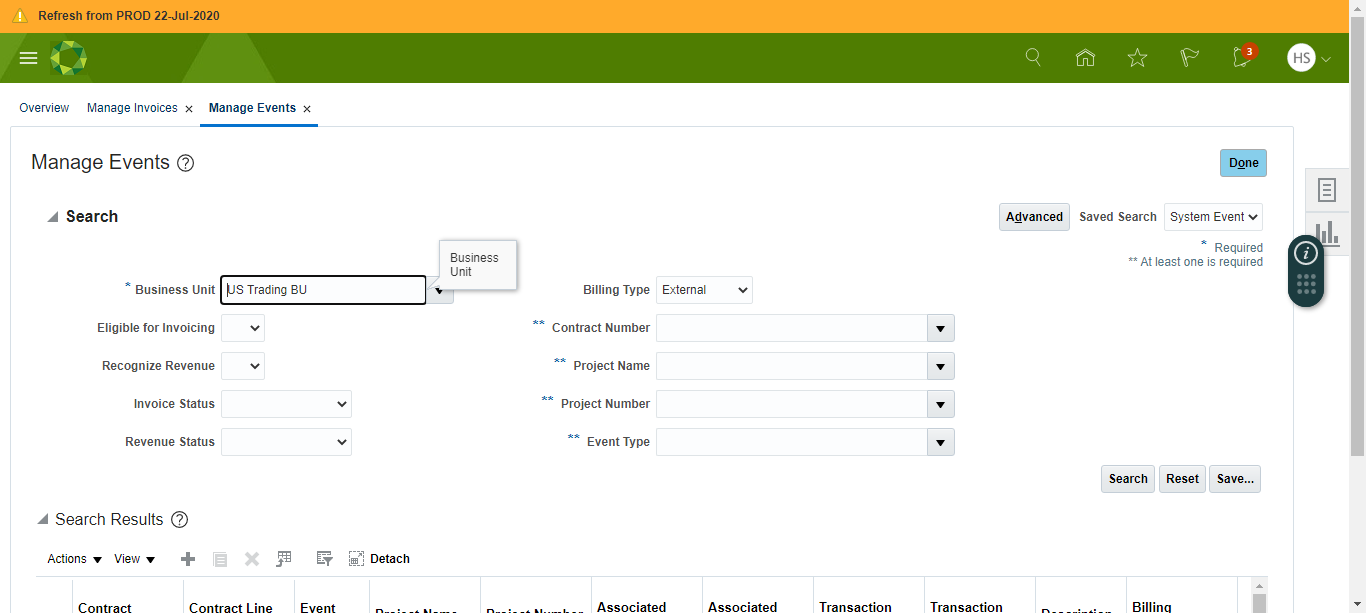 Refresh from PROD 22-Jul-2020
3
HS
Overview Manage Invoices × Manage Events ×
Manage Events ?
Done
Search
Advanced Saved Search System Event
* Required
** At least one is required
Business
Unit
* Business Unit US Trading BU
Billing Type External
Eligible for Invoicing
** Contract Number
Recognize Revenue
** Project Name
Invoice Status
** Project Number
Revenue Status
** Event Type
Search Reset Save...
Search Results ?
Actions View Detach
Contract Contract Line Event Project Name Project Number Associated Associated Transaction Transaction Description Billing